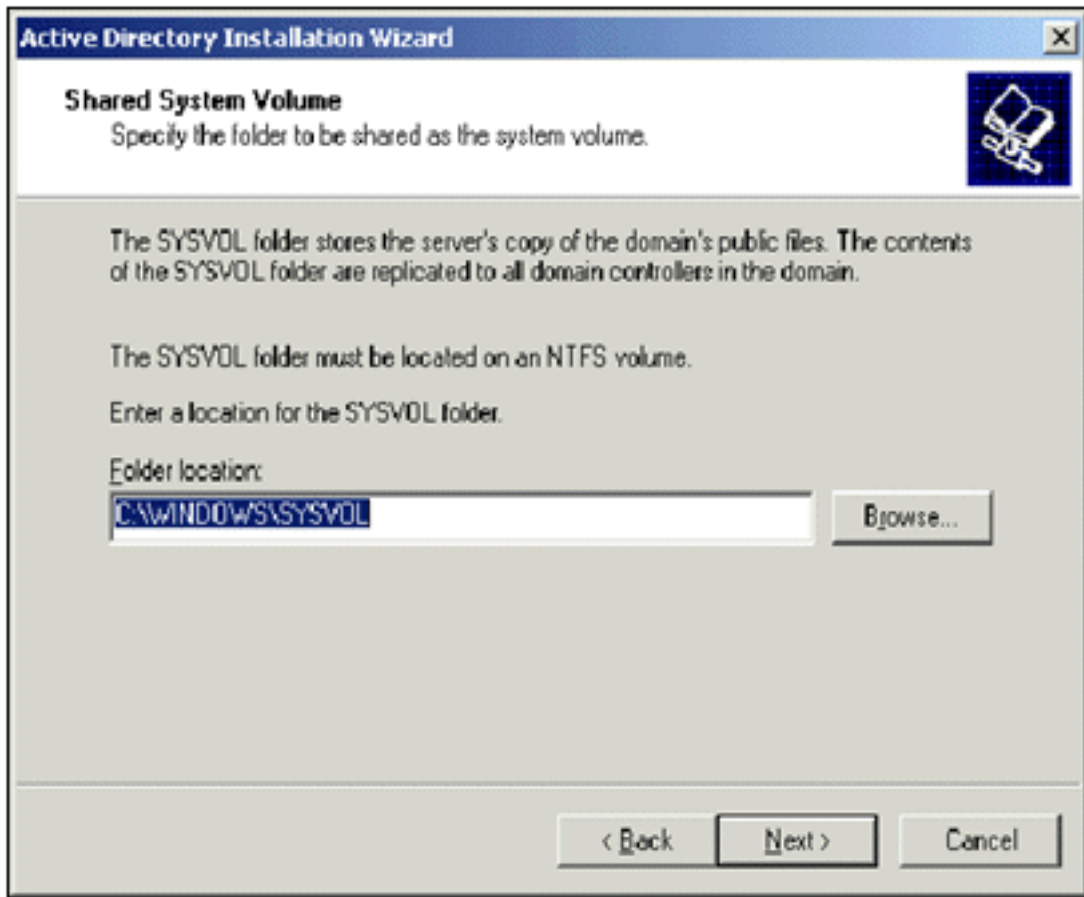 Active Directory Installation Wizard
Shared System Volume
Specify the folder to be shared as the system volume.
The SYSVOL folder stores the server's copy of the domain's public files. The contents
of the SYSVOL folder are replicated to all domain controllers in the domain.
The SYSVOL folder must be located on an NTFS volume.
Enter a location for the SYSVOL folder.
Folder location:
C:\WINDOWS\SYSVOL
Browse...
< Back Next > Cancel